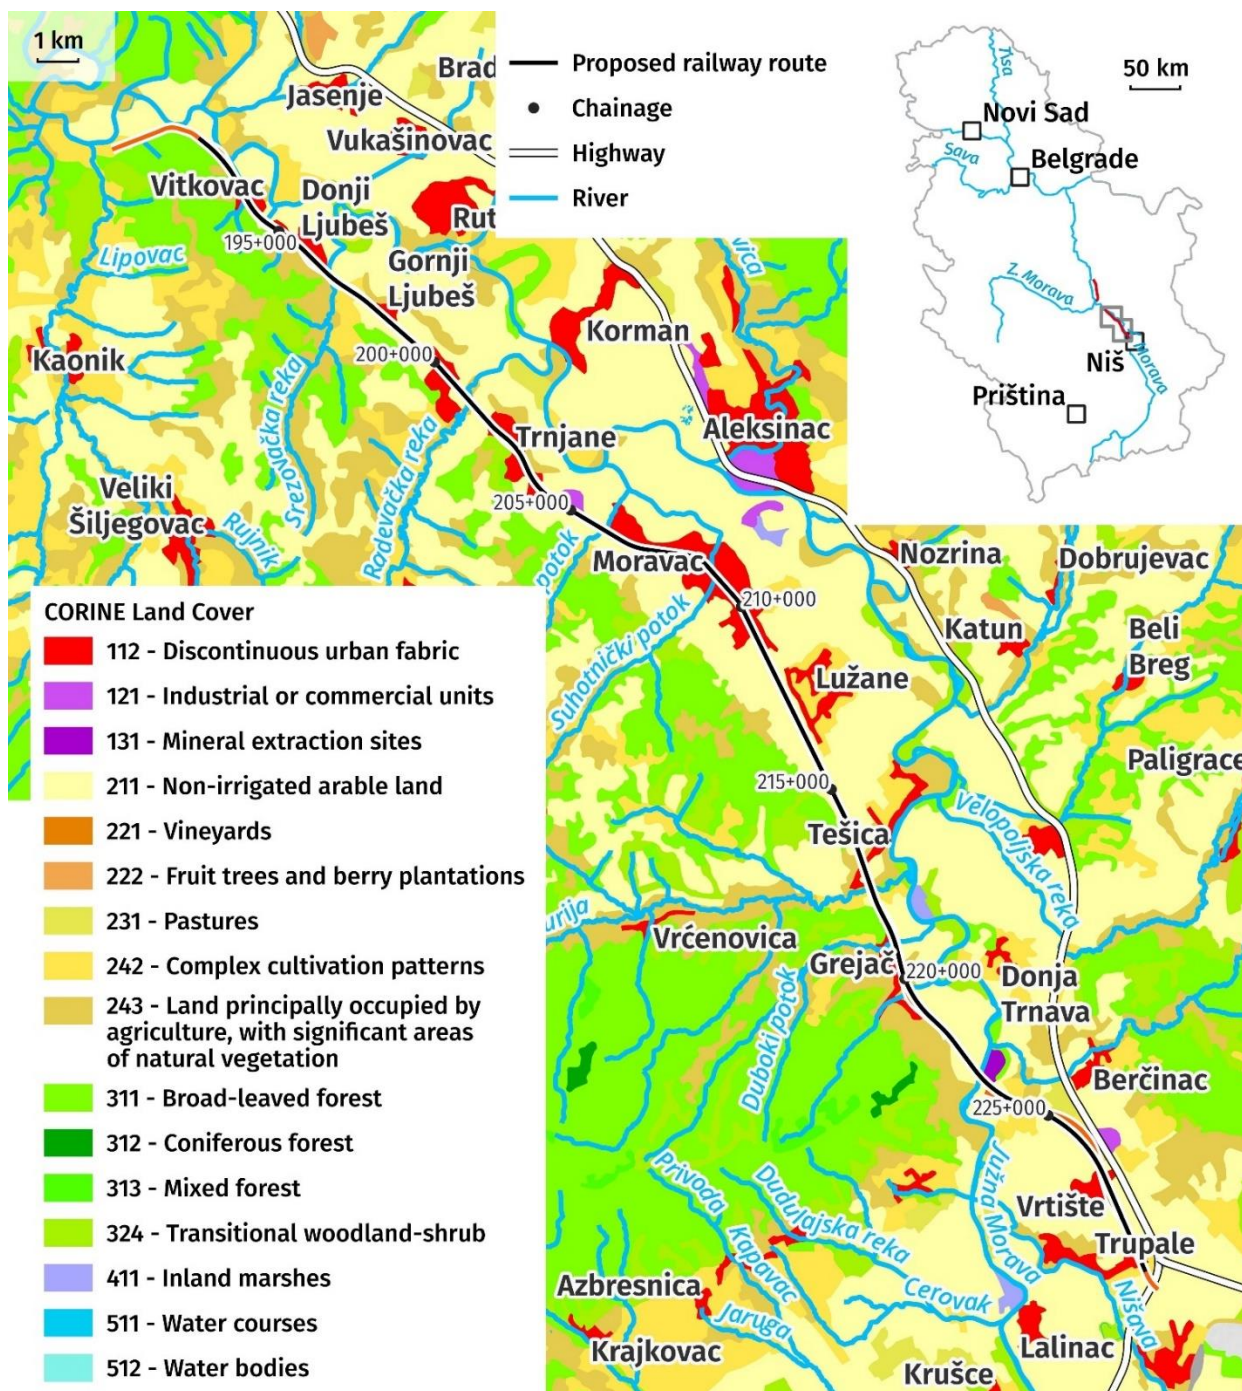 1 km
Jasenje
Brad
Vukašinovac
Vitkovac
Donji
Ljubeš
Rut
195+000
Lipovac
Gornji
Ljubeš
vica
Korman
Kaonik
200+000
Srezovačka reka
Rađevačka reka
Trnjane
Aleksinac
Veliki
Šiljegovac
Rujnik
205+000
potok
Moravac
Nozrina
Dobrujevac
210+000
Suhotnički potok
Katun
Beli
Breg
Lužane
Paligrace
215+000
Tešica
Velopoljska reka
urija
Vrćenovica
Grejač
220+000
Donja
Trnava
Duboki potok
Berčinac
225+000
Južna Morava
Privoda
Kapavac
Dudulajska reka
Vrtište
Trupale
Azbresnica
Cerovak
Nišava
Jaruga
Krajkovac
Lalinac
Krušce
Proposed railway route
Chainage
Highway
River
50 km
Tisa
Novi Sad
Sava
Belgrade
Z. Morava
Morava
Niš
Priština
CORINE Land Cover
112 - Discontinuous urban fabric
121 - Industrial or commercial units
131 - Mineral extraction sites
211 - Non-irrigated arable land
221 - Vineyards
222 - Fruit trees and berry plantations
231 - Pastures
242 - Complex cultivation patterns
243 - Land principally occupied by
agriculture, with significant areas
of natural vegetation
311 - Broad-leaved forest
312 - Coniferous forest
313 - Mixed forest
324 - Transitional woodland-shrub
411 - Inland marshes
511 - Water courses
512 - Water bodies